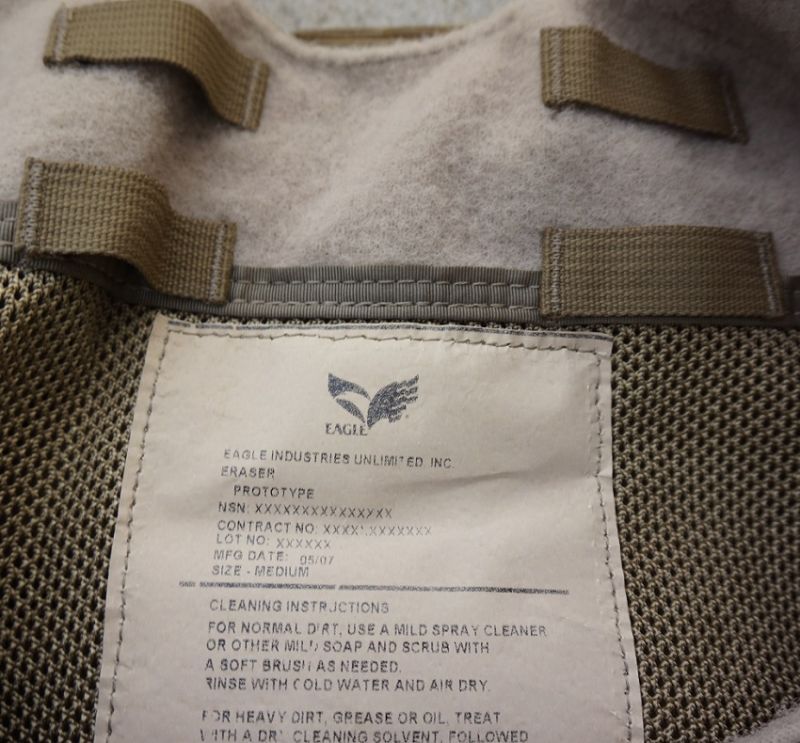 EAGLE
EAGLE INDUSTRIES UNLIMITED, INC.
ERASER
PROTOTYPE
NSN: XXXXXXXXXXXXXXX
CONTRACT NO: XXXX XXXXXXX
LOT NO: XXXXXX
MFG DATE: 05/07
SIZE - MEDIUM
CLEANING INSTRUCTIONS
FOR NORMAL DIRT, USE A MILD SPRAY CLEANER
OR OTHER MILD SOAP AND SCRUB WITH
A SOFT BRUSH AS NEEDED.
RINSE WITH COLD WATER AND AIR DRY.
FOR HEAVY DIRT, GREASE OR OIL, TREAT
WITH A DRY CLEANING SOLVENT, FOLLOWED